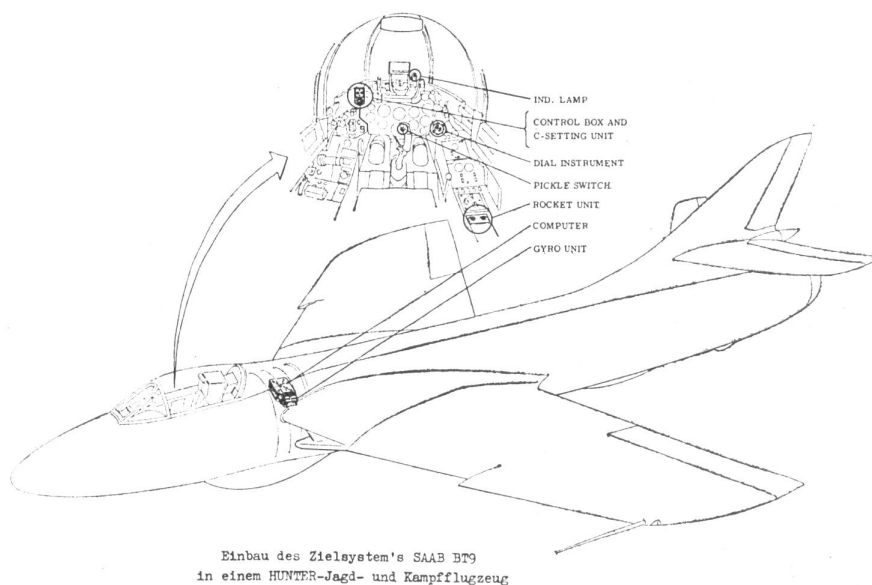 IND. LAMP
CONTROL BOX AND
C-SETTING UNIT
DIAL INSTRUMENT
PICKLE SWITCH
ROCKET UNIT
COMPUTER
GYRO UNIT
Einbau des Zielsystem's SAAB BT9
in einem HUNTER-Jagd- und Kampfflugzeug